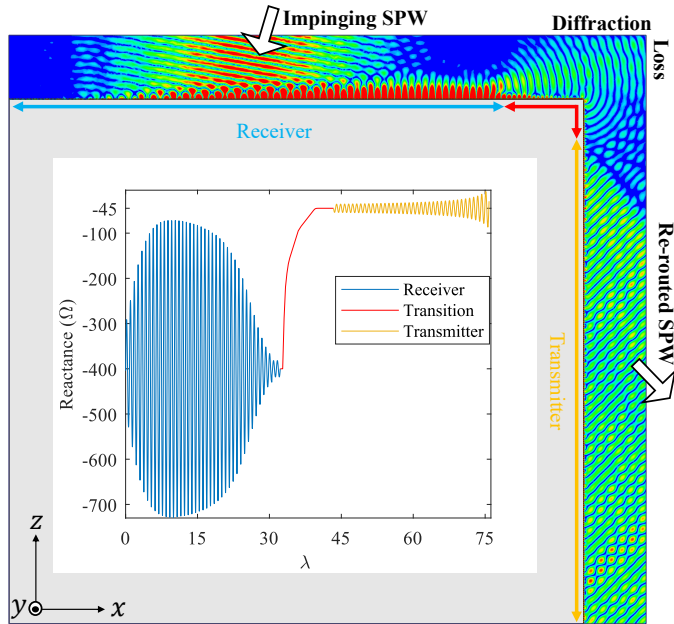 Impinging SPW
Diffraction
Loss
Receiver
Re-routed SPW
Transmitter
Reactance (Ω)
-45
-100
-200
-300
-400
-500
-600
-700
0 15 30 45 60 75
λ
Receiver
Transition
Transmitter
z
y
x